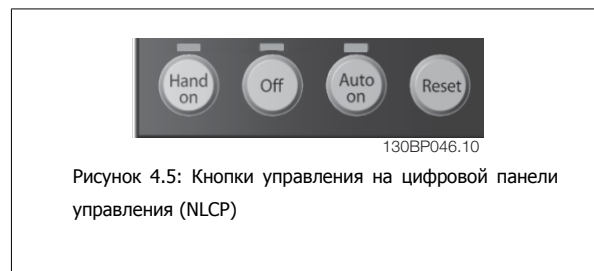 Hand on
Off
Auto on
Reset
130BP046.10
Рисунок 4.5: Кнопки управления на цифровой панели
управления (NLCP)